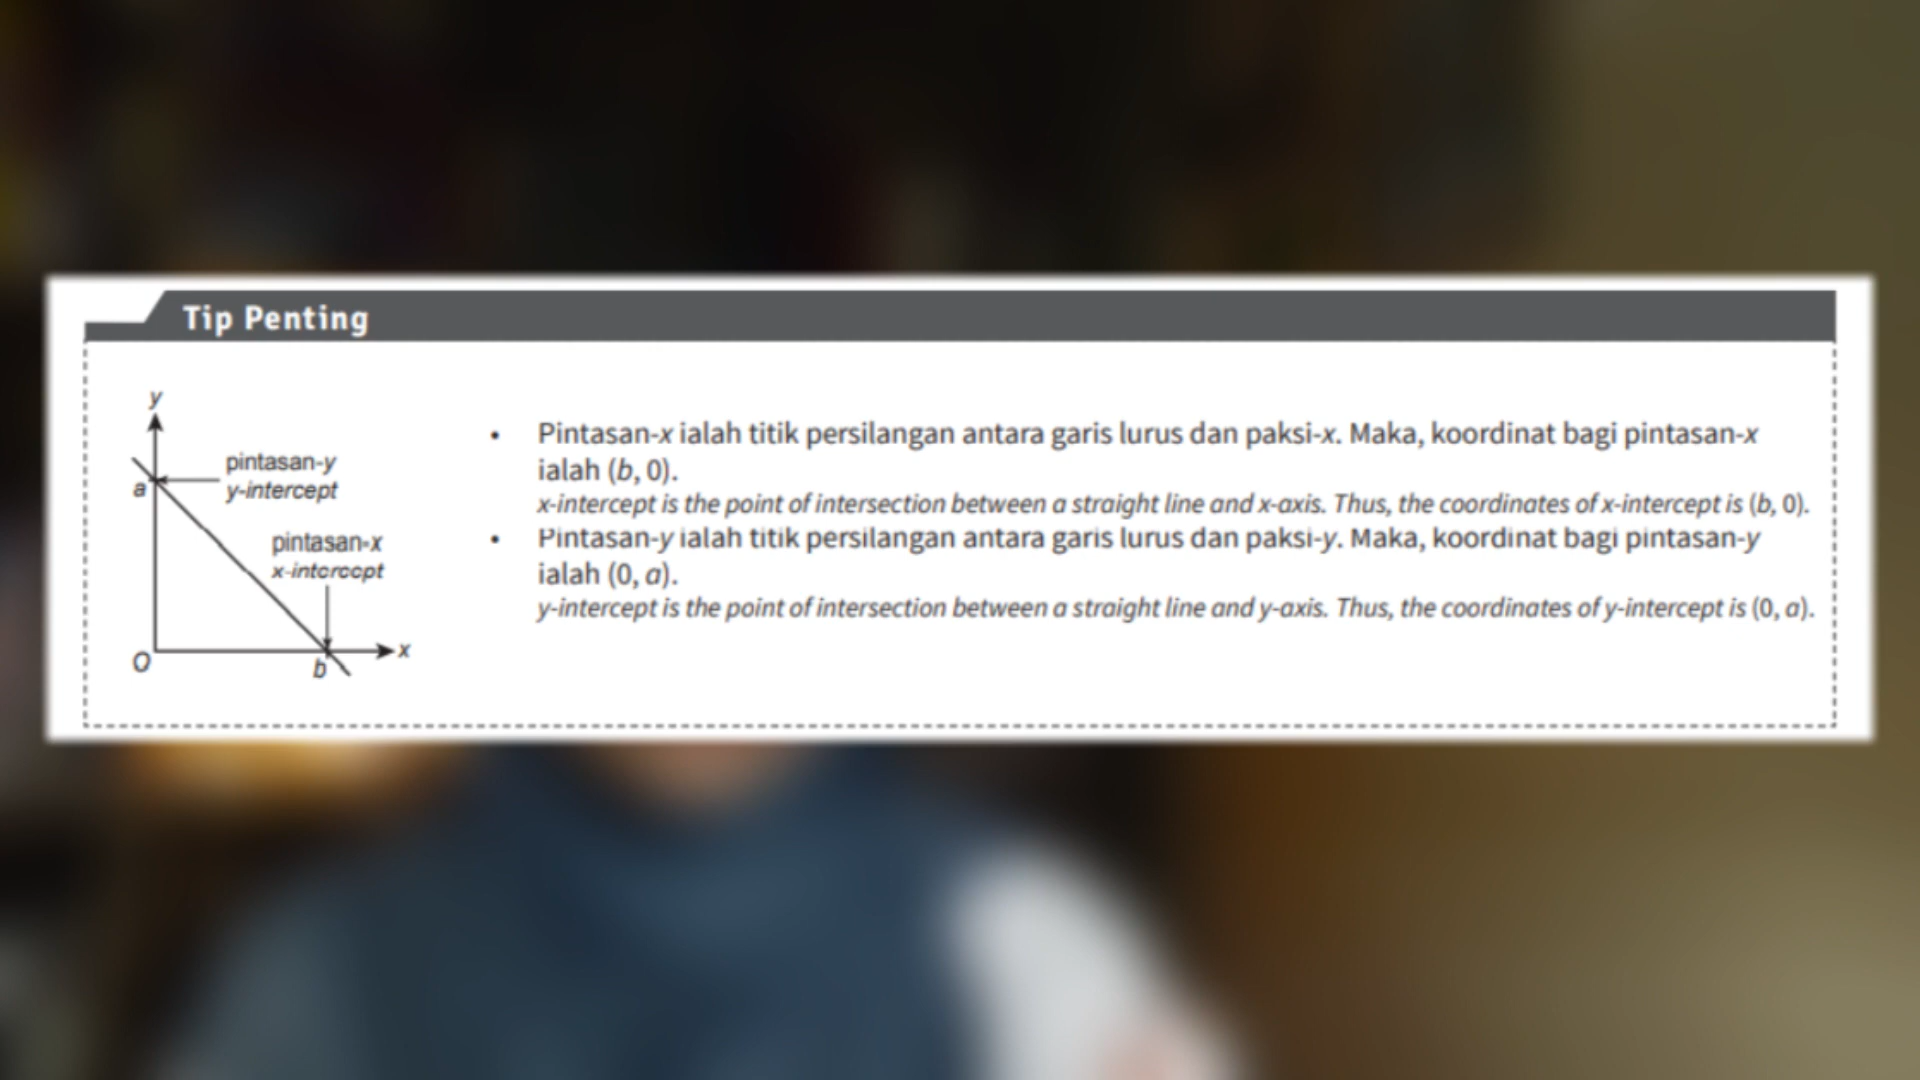 Tip Penting
y
pintasan-y
a
y-intercept
pintasan-x
x-intercept
O
b
x
• Pintasan-x ialah titik persilangan antara garis lurus dan paksi-x. Maka, koordinat bagi pintasan-x
ialah (b, 0).
x-intercept is the point of intersection between a straight line and x-axis. Thus, the coordinates of x-intercept is (b, 0).
• Pintasan-y ialah titik persilangan antara garis lurus dan paksi-y. Maka, koordinat bagi pintasan-y
ialah (0, a).
y-intercept is the point of intersection between a straight line and y-axis. Thus, the coordinates of y-intercept is (0, a).